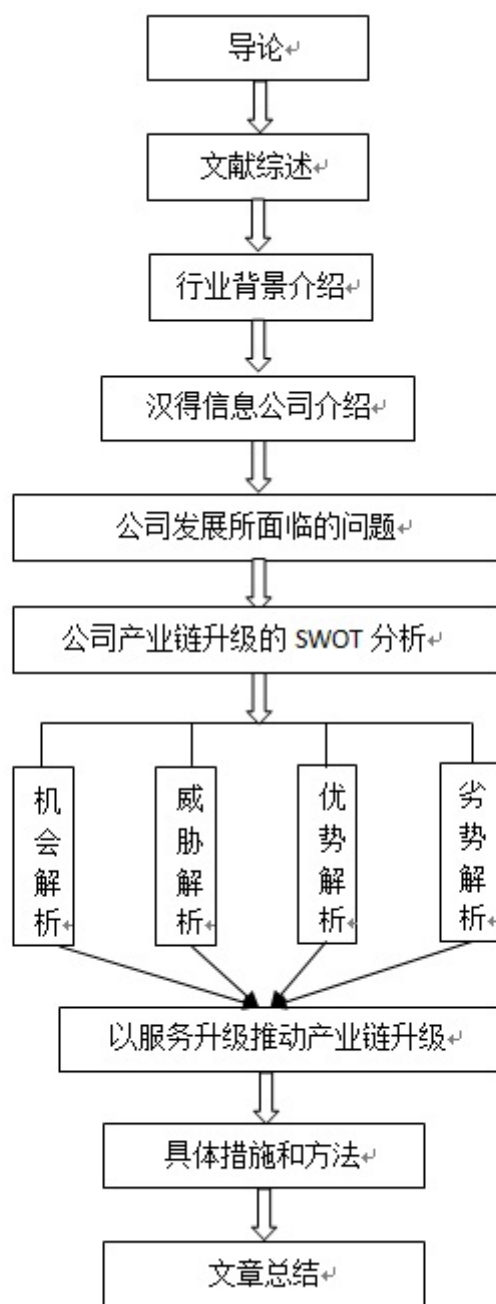 导论
文献综述
行业背景介绍
汉得信息公司介绍
公司发展所面临的问题
公司产业链升级的 SWOT 分析
机会解析
威胁解析
优势解析
劣势解析
以服务升级推动产业链升级
具体措施和方法
文章总结